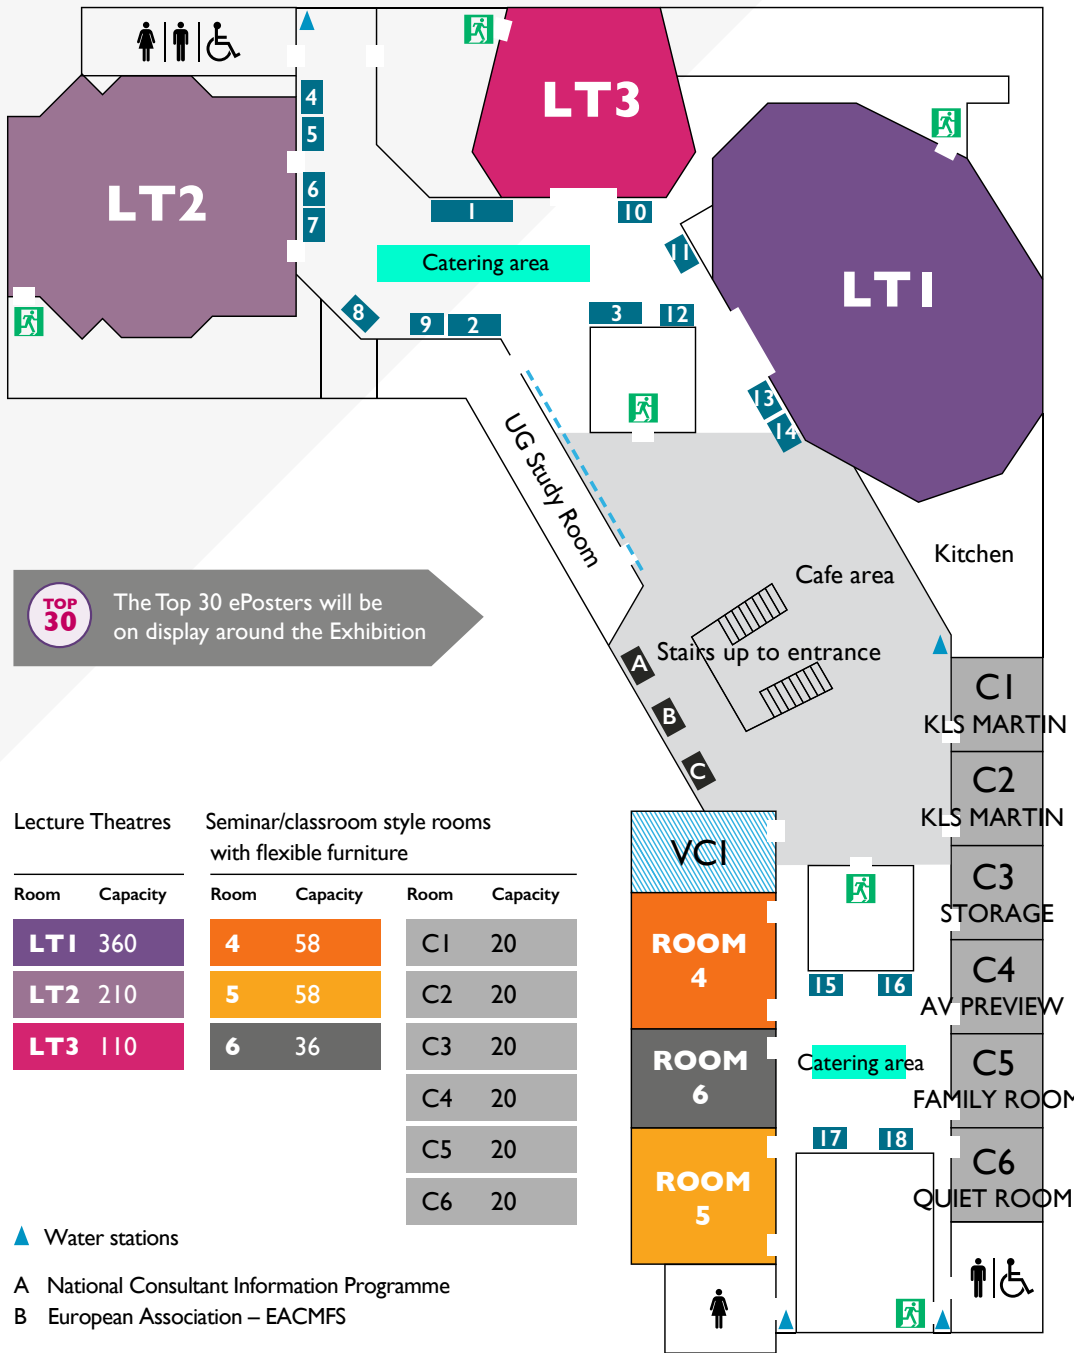 LT3
4
5
LT2
6
7
1
10
11
Catering area
LT1
8
9
2
3
12
13
14
UG Study Room
Kitchen
Cafe area
TOP
30
The Top 30 ePosters will be
on display around the Exhibition
Stairs up to entrance
A
B
C
C1
KLS MARTIN
C2
KLS MARTIN
VC1
C3
STORAGE
ROOM
4
15
16
C4
AV PREVIEW
ROOM
6
Catering area
C5
FAMILY ROOM
17
18
ROOM
5
C6
QUIET ROOM
Lecture Theatres
Seminar/classroom style rooms
with flexible furniture
Room Capacity Room Capacity Room Capacity
LT1 360 4 58 C1 20
LT2 210 5 58 C2 20
LT3 110 6 36 C3 20
C4 20
C5 20
C6 20
Water stations
A National Consultant Information Programme
B European Association – EACMFS